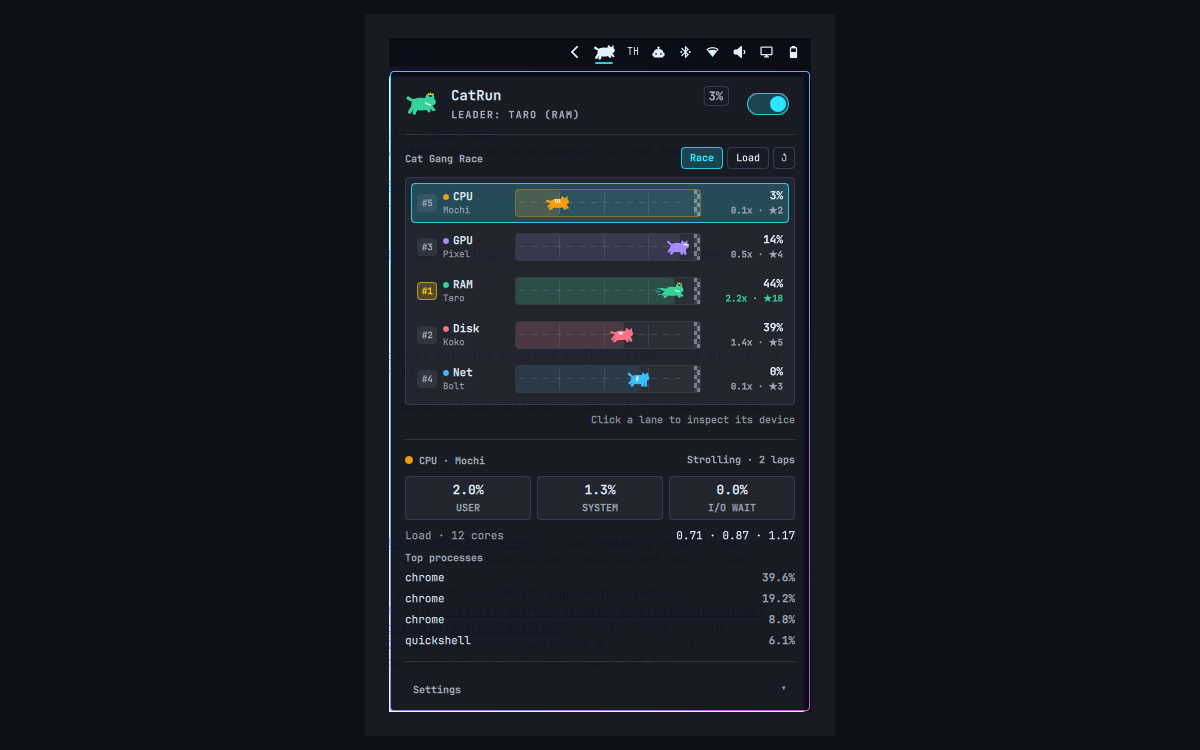 TH
CatRun
3%
LEADER: TARO (RAM)
Cat Gang Race
Race
Load
#5
CPU
3%
Mochi
0.1x · ★2
#3
GPU
14%
Pixel
0.5x · ★4
#1
RAM
44%
Taro
2.2x · ★18
#2
Disk
39%
Koko
1.4x · ★5
#4
Net
0%
Bolt
0.1x · ★3
Click a lane to inspect its device
CPU · Mochi
Strolling · 2 laps
2.0%
USER
1.3%
SYSTEM
0.0%
I/O WAIT
Load · 12 cores
0.71 · 0.87 · 1.17
Top processes
chrome 39.6%
chrome 19.2%
chrome 8.8%
quickshell 6.1%
Settings